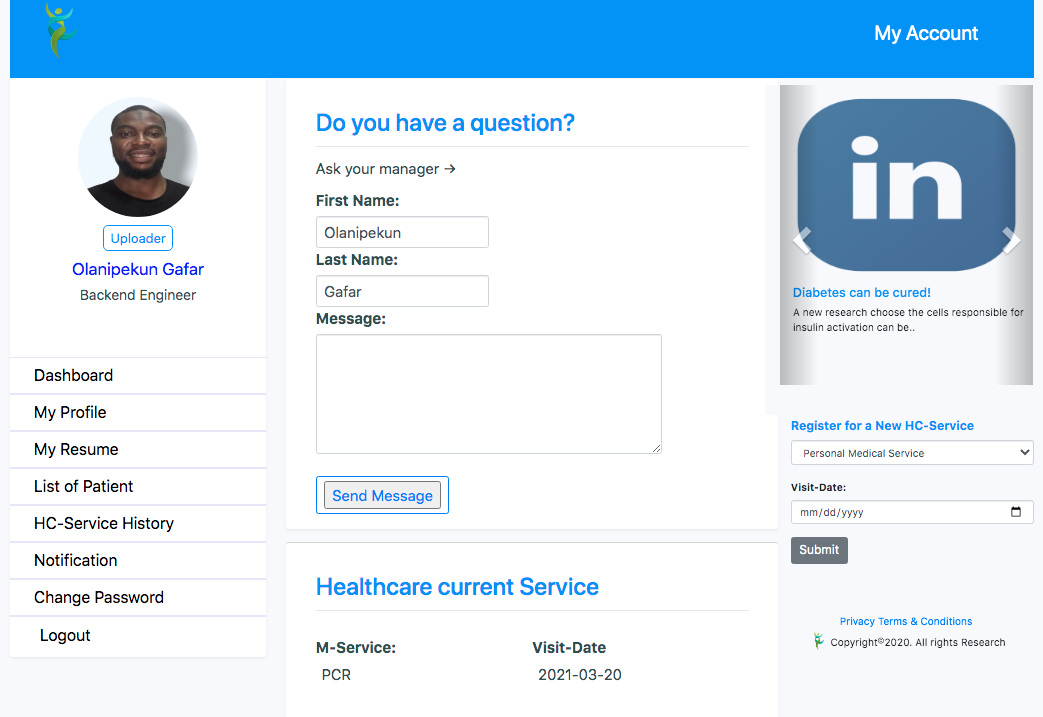 My Account
Uploader
Olanipekun Gafar
Backend Engineer
Dashboard
My Profile
My Resume
List of Patient
HC-Service History
Notification
Change Password
Logout
Do you have a question?
Ask your manager →
First Name:
Olanipekun
Last Name:
Gafar
Message:
Send Message
Healthcare current Service
M-Service: Visit-Date
PCR 2021-03-20
in
Diabetes can be cured!
A new research choose the cells responsible for
insulin activation can be..
Register for a New HC-Service
Personal Medical Service
Visit-Date:
mm/dd/yyyy
Submit
Privacy Terms & Conditions
Copyright©2020. All rights Research